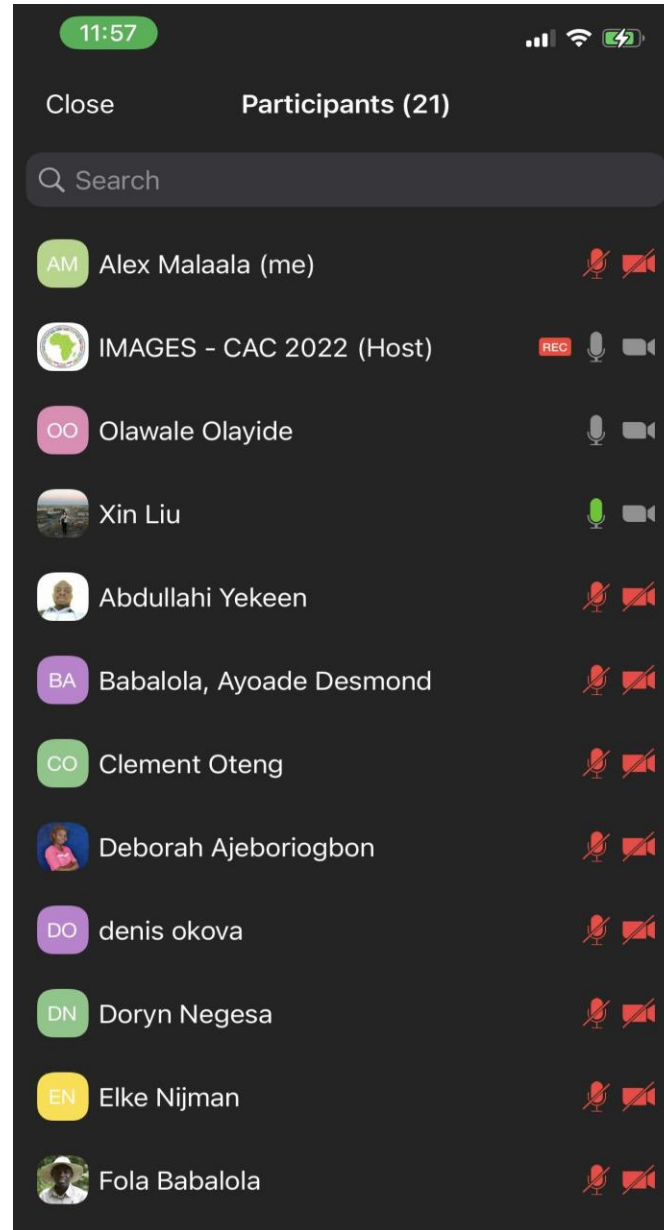 11:57
Close Participants (21)
Search
AM Alex Malaala (me)
IMAGES - CAC 2022 (Host) REC
OO Olawale Olayide
Xin Liu
Abdullahi Yekeen
BA Babalola, Ayoade Desmond
CO Clement Oteng
Deborah Ajeboriogbon
DO denis okova
DN Doryn Negesa
EN Elke Nijman
Fola Babalola